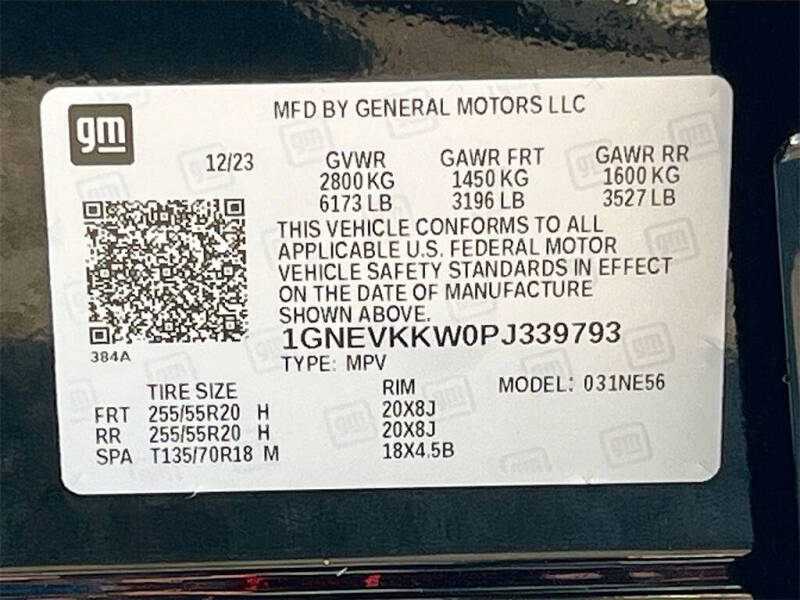 gm
MFD BY GENERAL MOTORS LLC
12/23 GVWR GAWR FRT GAWR RR
2800 KG 1450 KG 1600 KG
6173 LB 3196 LB 3527 LB
THIS VEHICLE CONFORMS TO ALL
APPLICABLE U.S. FEDERAL MOTOR
VEHICLE SAFETY STANDARDS IN EFFECT
ON THE DATE OF MANUFACTURE
SHOWN ABOVE.
1GNEVKKW0PJ339793
384A
TYPE: MPV
TIRE SIZE RIM MODEL: 031NE56
FRT 255/55R20 H 20X8J
RR 255/55R20 H 20X8J
SPA T135/70R18 M 18X4.5B